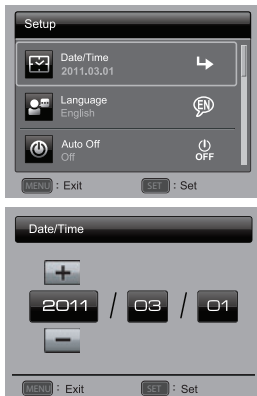 Setup
Date/Time
2011.03.01
Language
English
EN
Auto Off
Off
OFF
MENU : Exit SET : Set
Date/Time
+
2011 / 03 / 01
−
MENU : Exit SET : Set